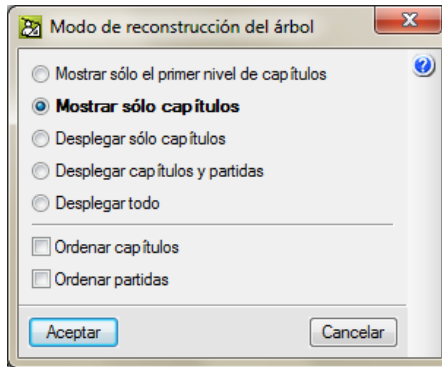 Modo de reconstrucción del árbol
Mostrar sólo el primer nivel de capítulos
Mostrar sólo capítulos
Desplegar sólo capítulos
Desplegar capítulos y partidas
Desplegar todo
Ordenar capítulos
Ordenar partidas
Aceptar
Cancelar